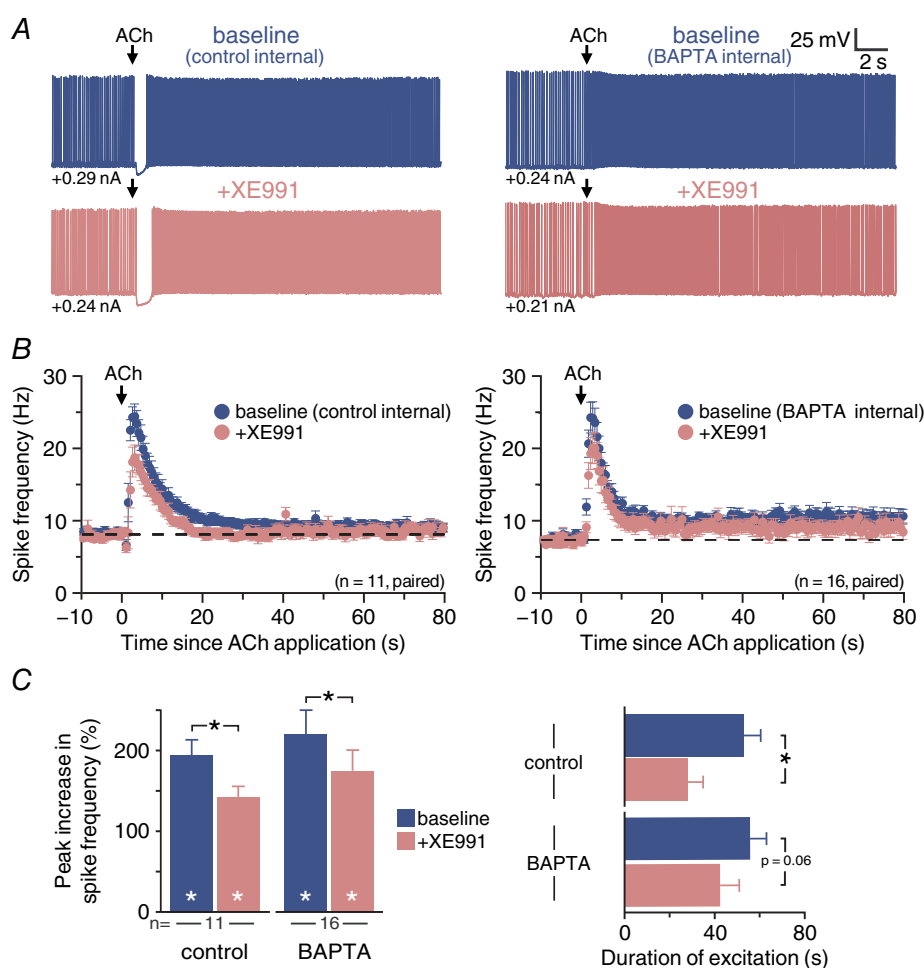 A
ACh
baseline
(control internal)
+0.29 nA
+XE991
+0.24 nA
ACh
baseline
(BAPTA internal)
25 mV
2 s
+0.24 nA
+XE991
+0.21 nA
B
30
20
10
0
Spike frequency (Hz)
ACh
baseline (control internal)
+XE991
(n = 11, paired)
−10 0 20 40 60 80
Time since ACh application (s)
30
20
10
0
Spike frequency (Hz)
ACh
baseline (BAPTA internal)
+XE991
(n = 16, paired)
−10 0 20 40 60 80
Time since ACh application (s)
C
Peak increase in
spike frequency (%)
200
100
0
*
*
* * * *
n= 11 16
control BAPTA
baseline
+XE991
control
*
BAPTA
p = 0.06
0 40 80
Duration of excitation (s)